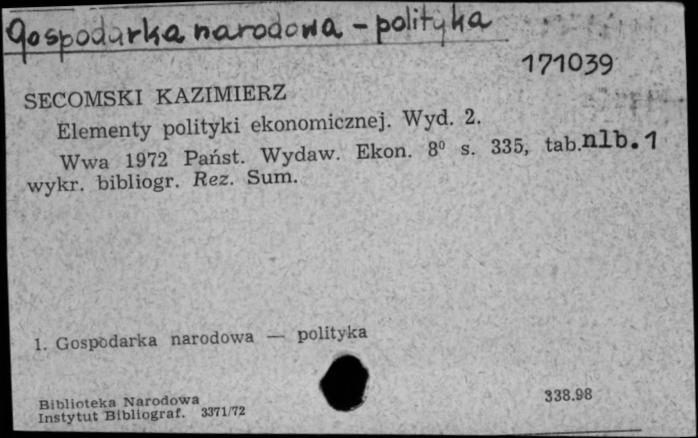 Gospodarka narodowa - polityka
171039
SECOMSKI KAZIMIERZ
Elementy polityki ekonomicznej. Wyd. 2.
Wwa 1972 Państ. Wydaw. Ekon. 8⁰ s. 335, tab.nlb.1
wykr. bibliogr. Rez. Sum.
1. Gospodarka narodowa — polityka
Biblioteka Narodowa
Instytut Bibliograf. 3371/72
338.98